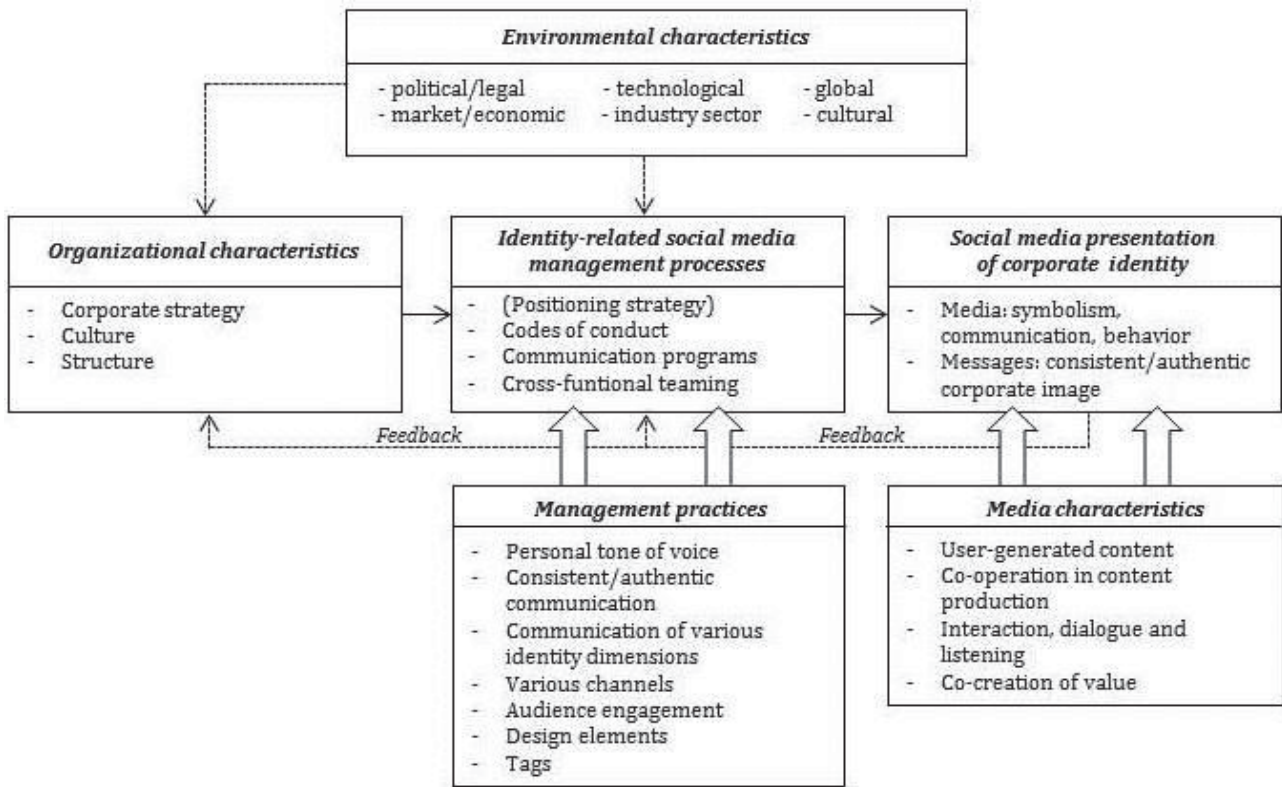 Environmental characteristics
- political/legal - technological - global
- market/economic - industry sector - cultural
Organizational characteristics
- Corporate strategy
- Culture
- Structure
Identity-related social media
management processes
- (Positioning strategy)
- Codes of conduct
- Communication programs
- Cross-funtional teaming
Social media presentation
of corporate identity
- Media: symbolism,
communication, behavior
- Messages: consistent/authentic
corporate image
Feedback
Feedback
Management practices
- Personal tone of voice
- Consistent/authentic
communication
- Communication of various
identity dimensions
- Various channels
- Audience engagement
- Design elements
- Tags
Media characteristics
- User-generated content
- Co-operation in content
production
- Interaction, dialogue and
listening
- Co-creation of value